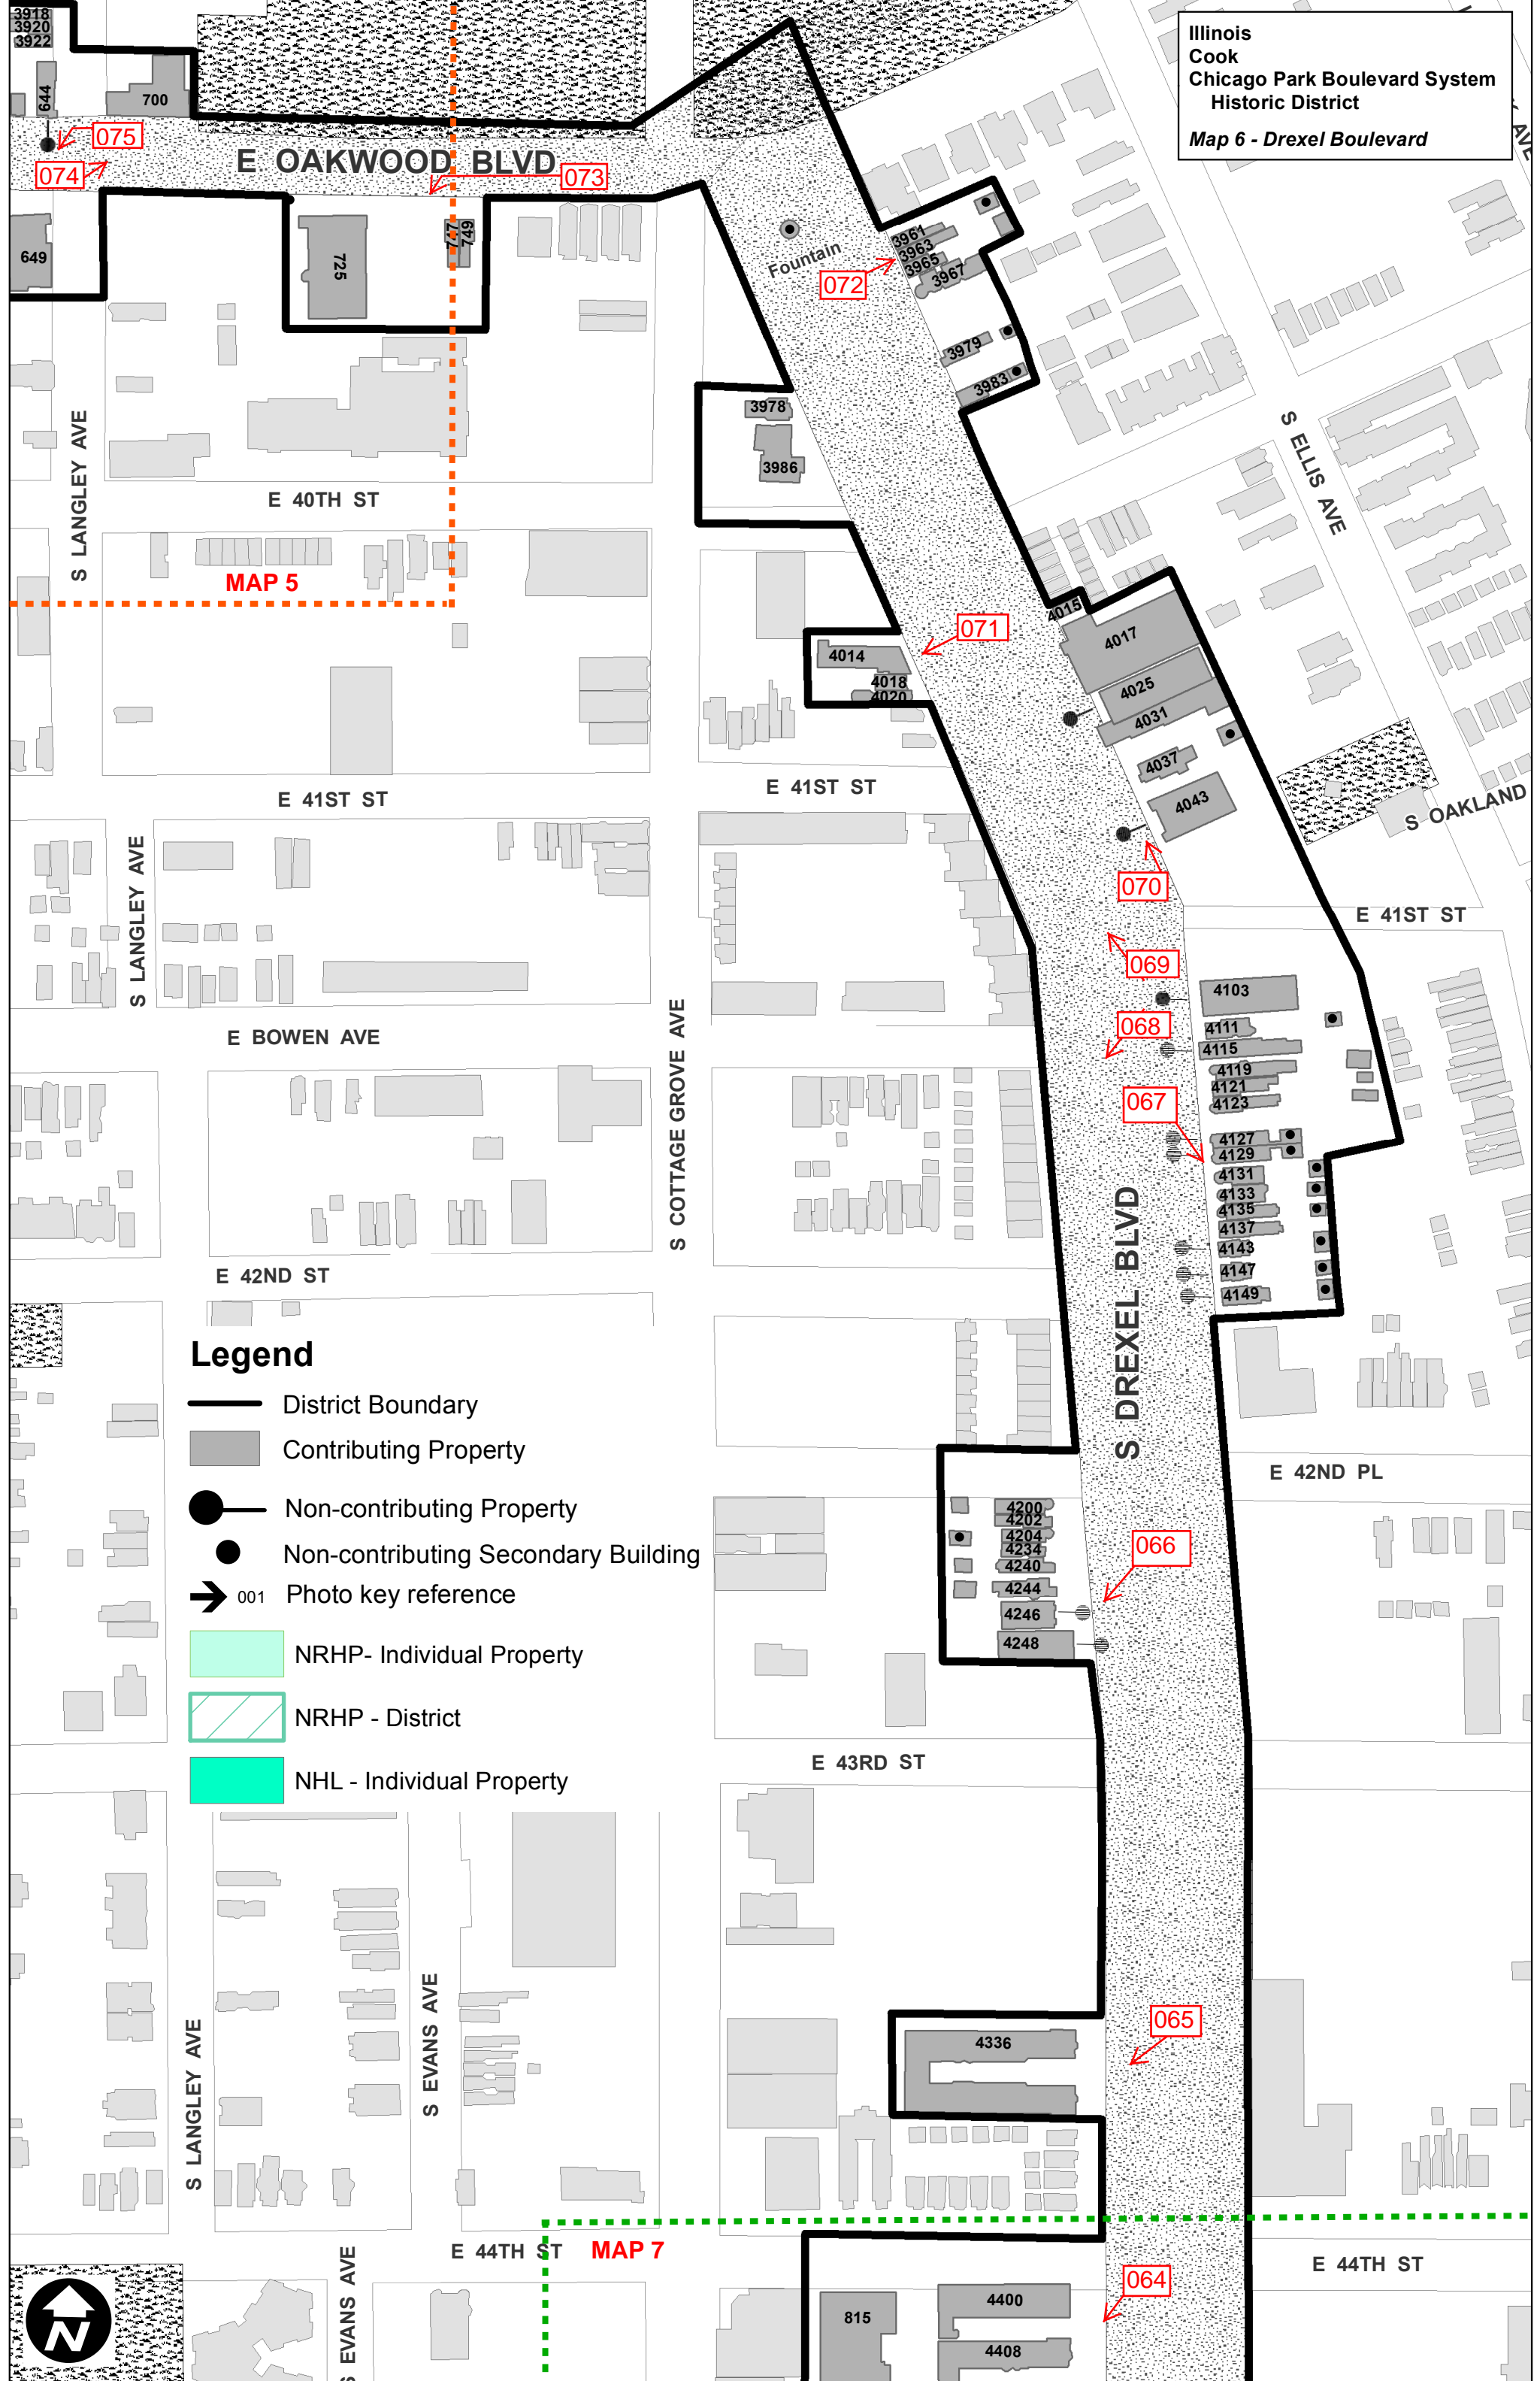 Illinois
Cook
Chicago Park Boulevard System
Historic District
Map 6 - Drexel Boulevard
3918
3920
3922
644
700
075
074
E OAKWOOD BLVD
073
649
725
747
749
Fountain
072
3961
3963
3965
3967
3979
3983
3978
3986
S LANGLEY AVE
E 40TH ST
S ELLIS AVE
MAP 5
071
4014
4018
4020
4015
4017
4025
4031
4037
4043
E 41ST ST
E 41ST ST
S OAKLAND
070
E 41ST ST
S LANGLEY AVE
069
068
067
E BOWEN AVE
S COTTAGE GROVE AVE
4103
4111
4115
4119
4121
4123
4127
4129
4131
4133
4135
4137
4143
4147
4149
S DREXEL BLVD
E 42ND ST
E 42ND PL
Legend
District Boundary
Contributing Property
Non-contributing Property
Non-contributing Secondary Building
001 Photo key reference
NRHP- Individual Property
NRHP - District
NHL - Individual Property
4200
4202
4204
4234
4240
4244
4246
4248
066
E 43RD ST
S LANGLEY AVE
S EVANS AVE
4336
065
E 44TH ST
MAP 7
E 44TH ST
S EVANS AVE
N
815
4400
4408
064